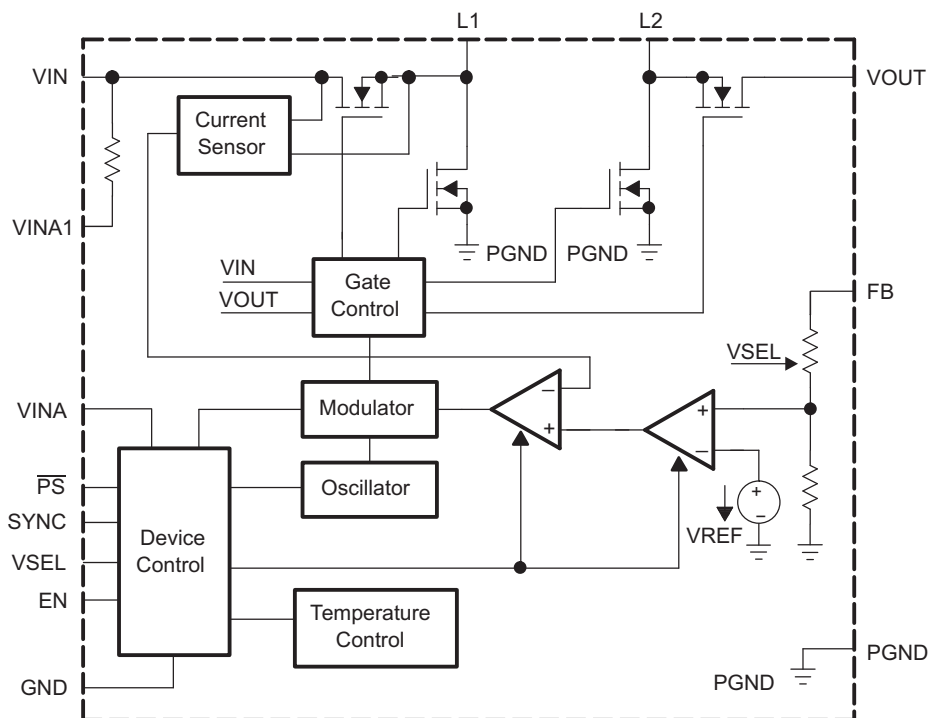 L1
L2
VIN
VOUT
Current
Sensor
VINA1
PGND
PGND
VIN
VOUT
Gate
Control
FB
VSEL
VINA
Modulator
−
+
+
−
PS
Oscillator
+
−
SYNC
VREF
Device
Control
VSEL
EN
Temperature
Control
GND
PGND
PGND